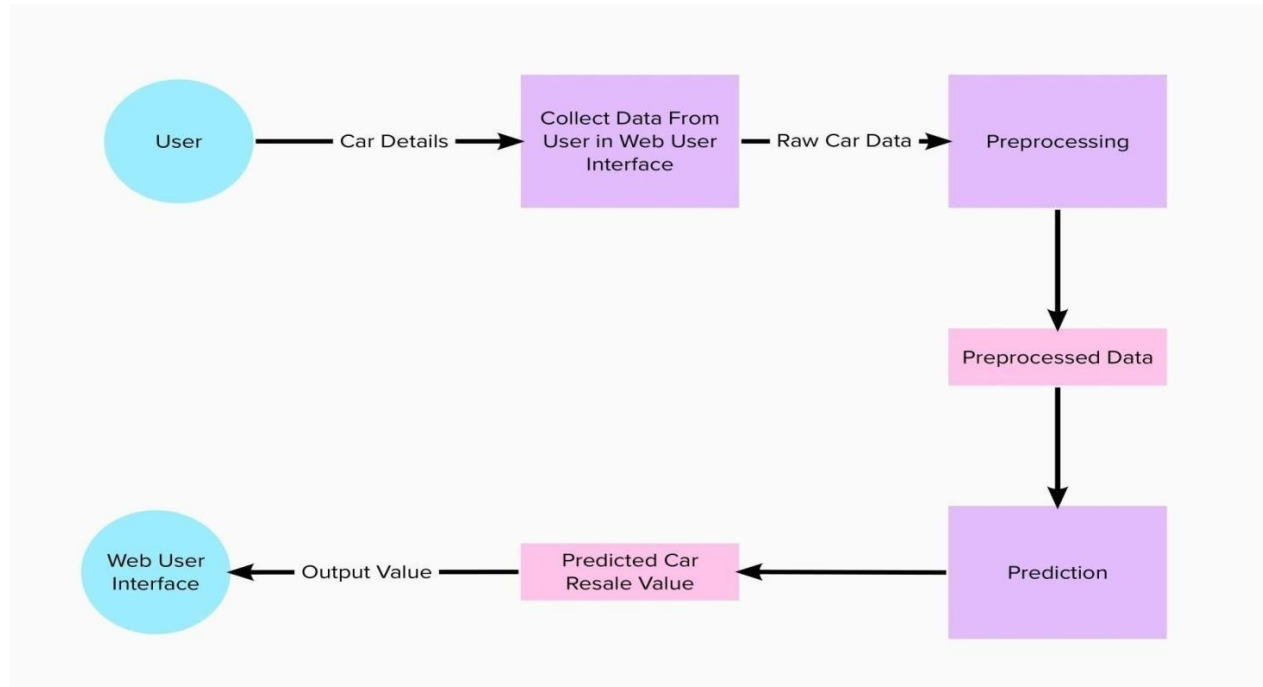 User
Car Details
Collect Data From
User in Web User
Interface
Raw Car Data
Preprocessing
Preprocessed Data
Prediction
Predicted Car
Resale Value
Output Value
Web User
Interface